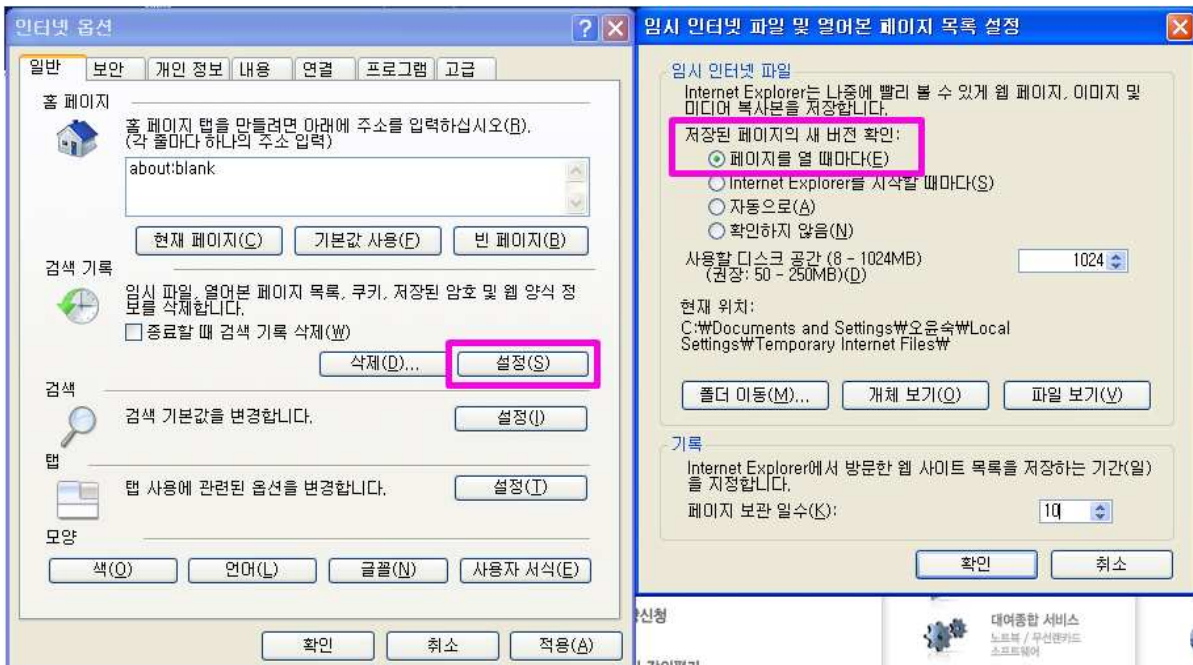 인터넷 옵션
일반 보안 개인 정보 내용 연결 프로그램 고급
홈 페이지
홈 페이지 탭을 만들려면 아래에 주소를 입력하십시오(R).
(각 줄마다 하나의 주소 입력)
about:blank
현재 페이지(C) 기본값 사용(F) 빈 페이지(B)
검색 기록
임시 파일, 열어본 페이지 목록, 쿠키, 저장된 암호 및 웹 양식 정
보를 삭제합니다.
종료할 때 검색 기록 삭제(W)
삭제(D)... 설정(S)
검색
검색 기본값을 변경합니다.
설정(I)
탭
탭 사용에 관련된 옵션을 변경합니다.
설정(T)
모양
색(O) 언어(L) 글꼴(N) 사용자 서식(E)
확인 취소 적용(A)
임시 인터넷 파일 및 열어본 페이지 목록 설정
임시 인터넷 파일
Internet Explorer는 나중에 빨리 볼 수 있게 웹 페이지, 이미지 및
미디어 복사본을 저장합니다.
저장된 페이지의 새 버전 확인:
페이지를 열 때마다(E)
Internet Explorer를 시작할 때마다(S)
자동으로(A)
확인하지 않음(N)
사용할 디스크 공간 (8 - 1024MB)
(권장: 50 - 250MB)(D)
1024
현재 위치:
C:₩Documents and Settings₩오윤숙₩Local
Settings₩Temporary Internet Files₩
폴더 이동(M)... 개체 보기(O) 파일 보기(V)
기록
Internet Explorer에서 방문한 웹 사이트 목록을 저장하는 기간(일)
을 지정합니다.
페이지 보관 일수(K):
10
확인 취소
신청
대여종합 서비스
노트북 / 무선랜카드
소프트웨어